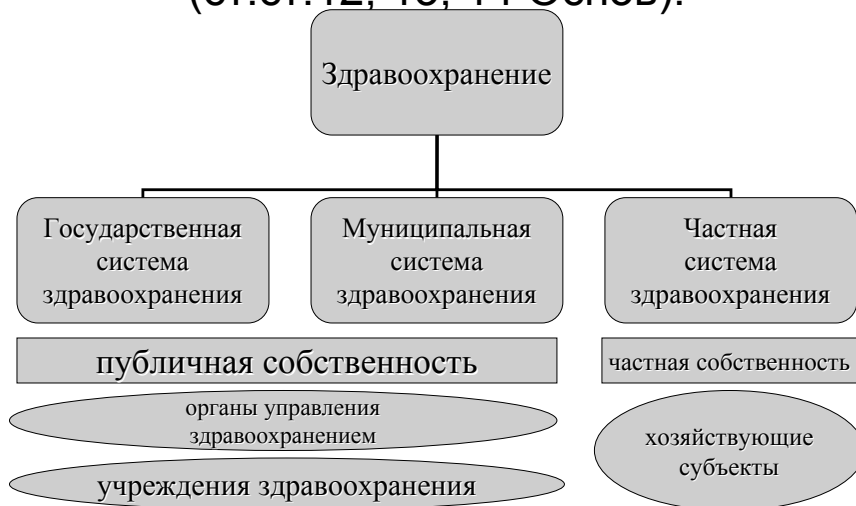 Здравоохранение
Государственная
система
здравоохранения
Муниципальная
система
здравоохранения
Частная
система
здравоохранения
публичная собственность
частная собственность
органы управления
здравоохранением
хозяйствующие
субъекты
учреждения здравоохранения